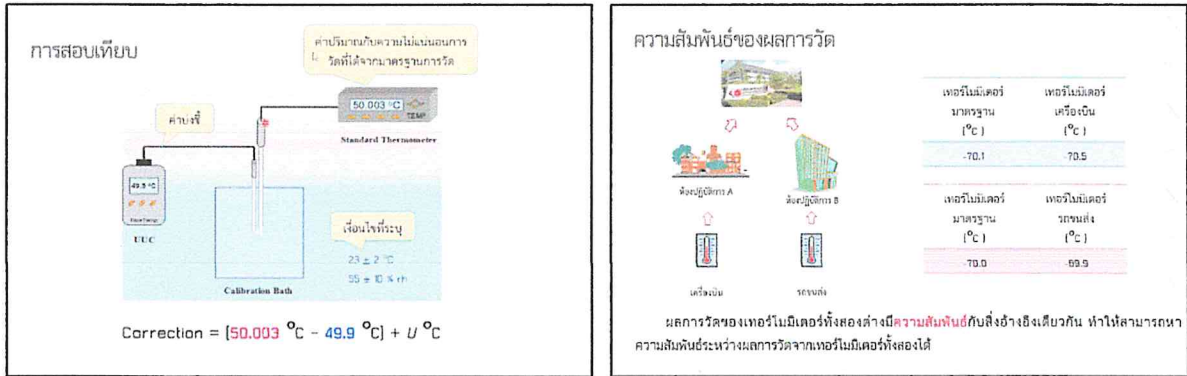 การสอบเทียบ
ค่าปริมาณกับความไม่แน่นอนการ
วัดที่ได้จากมาตรฐานการวัด
50.003 °C
TEMP
ค่าบ่งชี้
Standard Thermometer
49.9 °C
UUC
เงื่อนไขที่ระบุ
23 ± 2 °C
55 ± 10 % rh
Calibration Bath
Correction = (50.003 °C - 49.9 °C) + U °C
ความสัมพันธ์ของผลการวัด
ห้องปฏิบัติการ A
ห้องปฏิบัติการ B
เครื่องบิน
รถขนส่ง
เทอร์โมมิเตอร์ เทอร์โมมิเตอร์
มาตรฐาน เครื่องบิน
(°C) (°C)
-70.1 -70.5
เทอร์โมมิเตอร์ เทอร์โมมิเตอร์
มาตรฐาน รถขนส่ง
(°C) (°C)
-70.0 -69.9
ผลการวัดของเทอร์โมมิเตอร์ทั้งสองต่างมีความสัมพันธ์กับสิ่งอ้างอิงเดียวกัน ทำให้สามารถหา
ความสัมพันธ์ระหว่างผลการวัดจากเทอร์โมมิเตอร์ทั้งสองได้